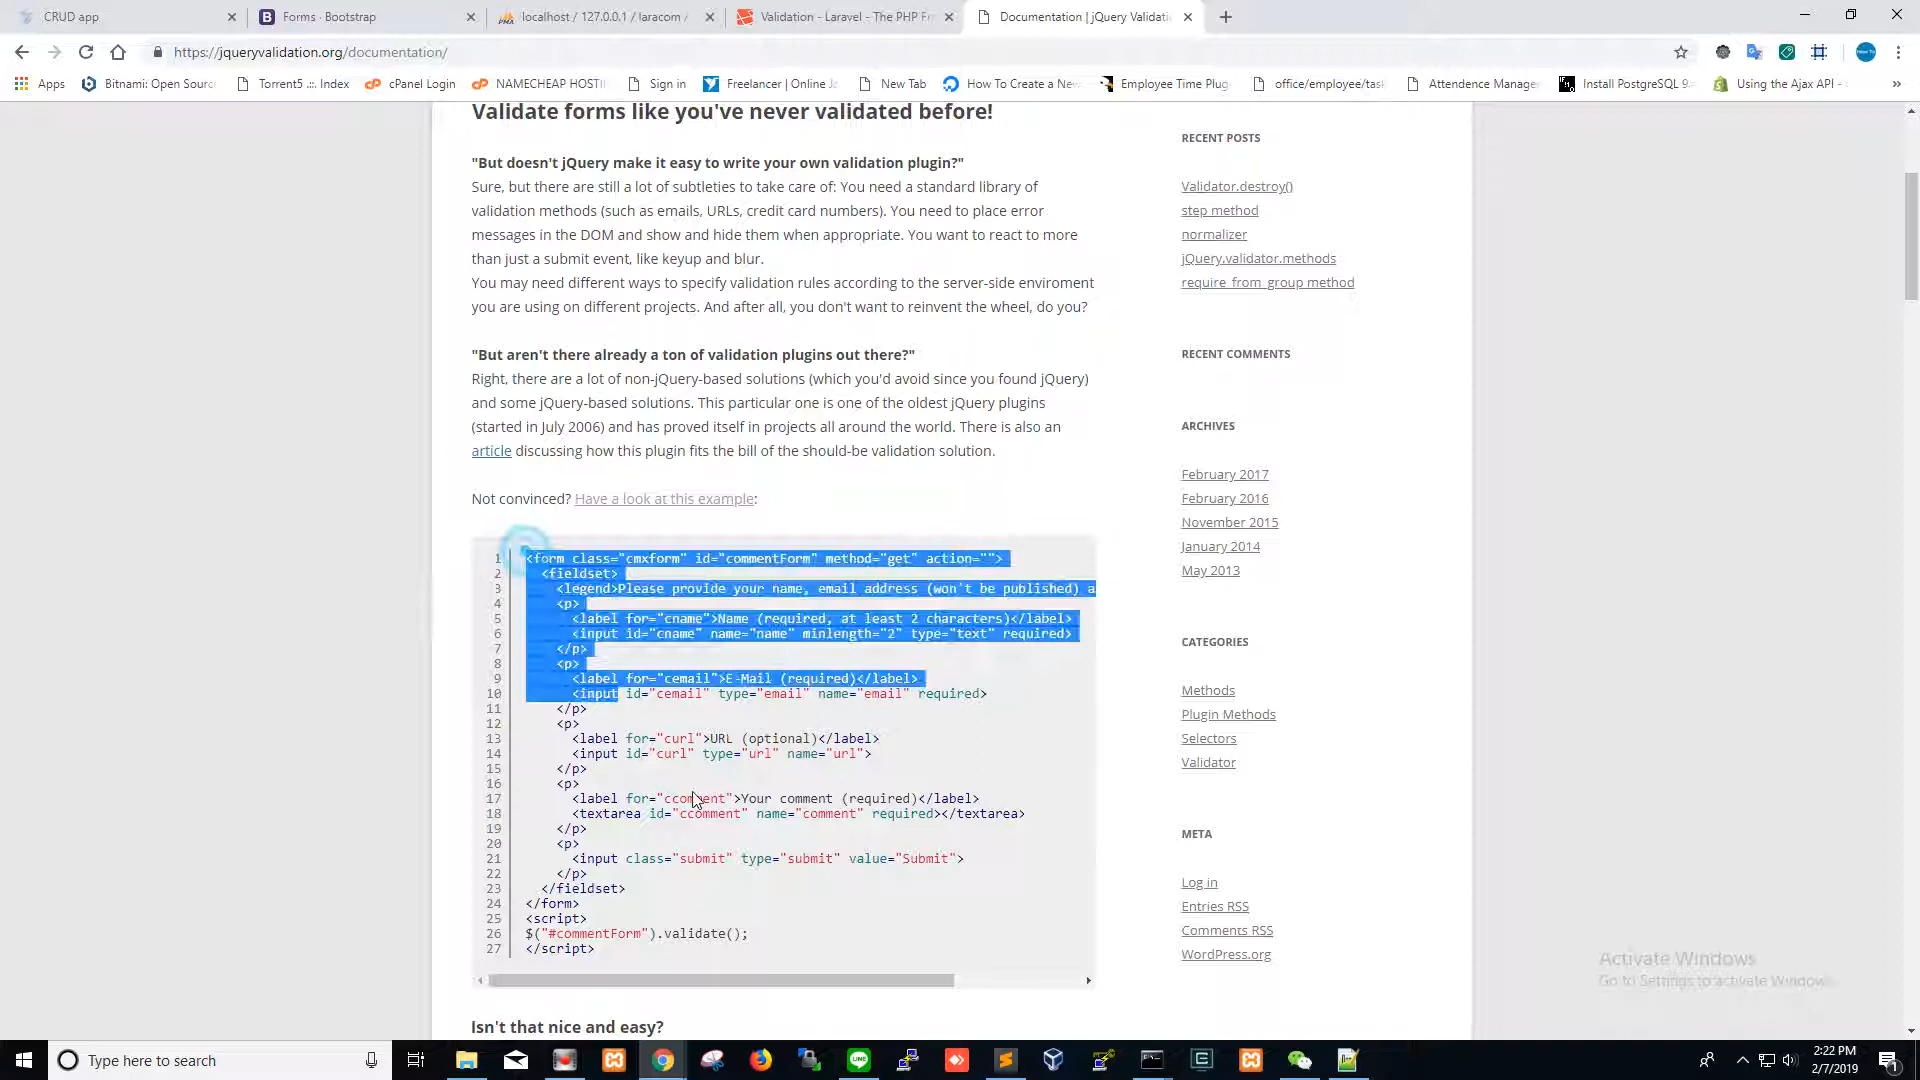 CRUD app
Forms · Bootstrap
localhost / 127.0.0.1 / laracom /
Validation - Laravel - The PHP Fr
Documentation | jQuery Validati
https://jqueryvalidation.org/documentation/
Apps
Bitnami: Open Sourc
Torrent5 .::. Index
cPanel Login
NAMECHEAP HOSTI
Sign in
Freelancer | Online Jo
New Tab
How To Create a New
Employee Time Plug
office/employee/task
Attendence Manager
Install PostgreSQL 9.
Using the Ajax API -
Validate forms like you've never validated before!
"But doesn't jQuery make it easy to write your own validation plugin?"
Sure, but there are still a lot of subtleties to take care of: You need a standard library of
validation methods (such as emails, URLs, credit card numbers). You need to place error
messages in the DOM and show and hide them when appropriate. You want to react to more
than just a submit event, like keyup and blur.
You may need different ways to specify validation rules according to the server-side enviroment
you are using on different projects. And after all, you don't want to reinvent the wheel, do you?
"But aren't there already a ton of validation plugins out there?"
Right, there are a lot of non-jQuery-based solutions (which you'd avoid since you found jQuery)
and some jQuery-based solutions. This particular one is one of the oldest jQuery plugins
(started in July 2006) and has proved itself in projects all around the world. There is also an
article discussing how this plugin fits the bill of the should-be validation solution.
Not convinced? Have a look at this example:
1 <form class="cmxform" id="commentForm" method="get" action="">
2 <fieldset>
3 <legend>Please provide your name, email address (won't be published) a
4 <p>
5 <label for="cname">Name (required, at least 2 characters)</label>
6 <input id="cname" name="name" minlength="2" type="text" required>
7 </p>
8 <p>
9 <label for="cemail">E-Mail (required)</label>
10 <input id="cemail" type="email" name="email" required>
11 </p>
12 <p>
13 <label for="curl">URL (optional)</label>
14 <input id="curl" type="url" name="url">
15 </p>
16 <p>
17 <label for="ccomment">Your comment (required)</label>
18 <textarea id="ccomment" name="comment" required></textarea>
19 </p>
20 <p>
21 <input class="submit" type="submit" value="Submit">
22 </p>
23 </fieldset>
24 </form>
25 <script>
26 $("#commentForm").validate();
27 </script>
Isn't that nice and easy?
RECENT POSTS
Validator.destroy()
step method
normalizer
jQuery.validator.methods
require_from_group method
RECENT COMMENTS
ARCHIVES
February 2017
February 2016
November 2015
January 2014
May 2013
CATEGORIES
Methods
Plugin Methods
Selectors
Validator
META
Log in
Entries RSS
Comments RSS
WordPress.org
Activate Windows
Go to Settings to activate Windows.
Type here to search
2:22 PM
2/7/2019
1